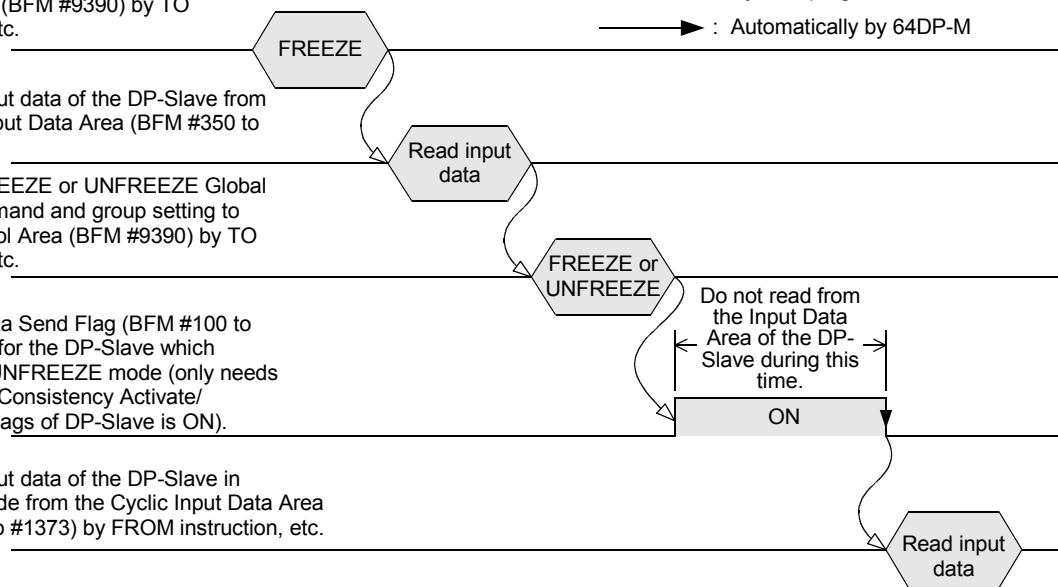 (BFM #9390) by TO
tc.
: Automatically by 64DP-M
FREEZE
ut data of the DP-Slave from
put Data Area (BFM #350 to
Read input
data
EEZE or UNFREEZE Global
mand and group setting to
ol Area (BFM #9390) by TO
tc.
FREEZE or
UNFREEZE
Do not read from
the Input Data
Area of the DP-
Slave during this
time.
ta Send Flag (BFM #100 to
for the DP-Slave which
UNFREEZE mode (only needs
Consistency Activate/
ags of DP-Slave is ON).
ON
ut data of the DP-Slave in
de from the Cyclic Input Data Area
o #1373) by FROM instruction, etc.
Read input
data